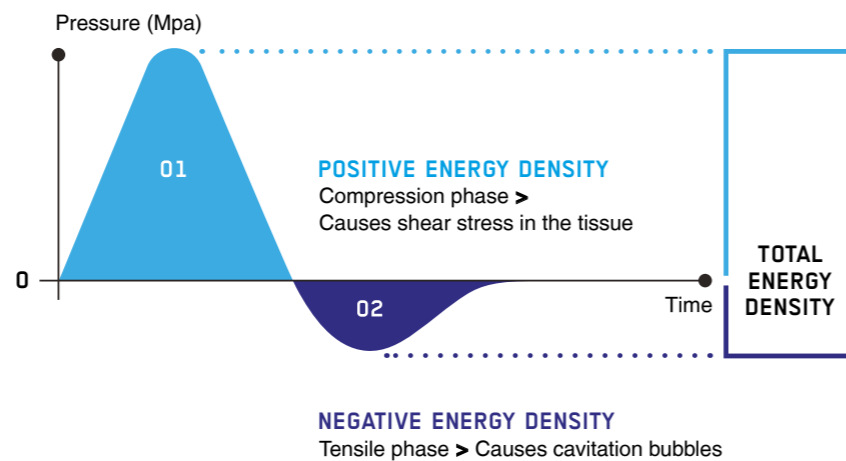 Pressure (Mpa)
01
POSITIVE ENERGY DENSITY
Compression phase >
Causes shear stress in the tissue
0
02
Time
TOTAL
ENERGY
DENSITY
NEGATIVE ENERGY DENSITY
Tensile phase > Causes cavitation bubbles